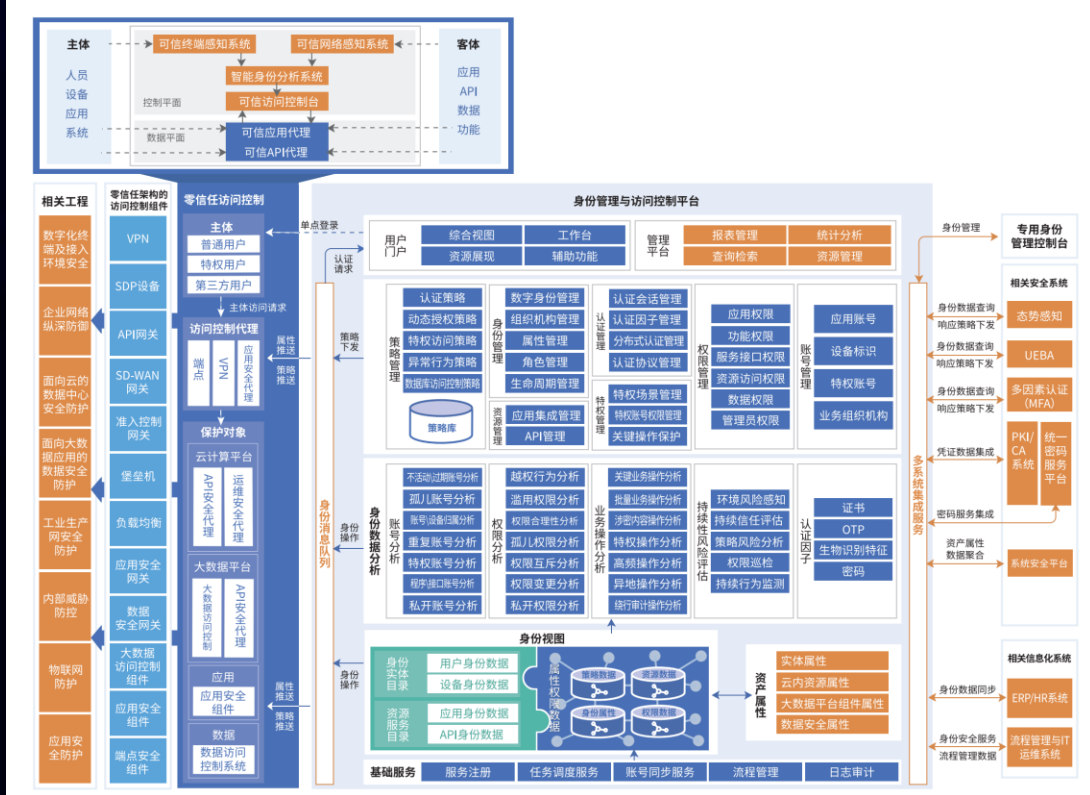 主体
人员
设备
应用
系统
可信终端感知系统
可信网络感知系统
智能身份分析系统
控制平面
可信访问控制台
数据平面
可信应用代理
可信API代理
客体
应用
API
数据
功能
相关工程
数字化终
端及接入
环境安全
企业网络
纵深防御
面向云的
数据中心
安全防护
面向大数
据应用的
数据安全
防护
工业生产
网安全
防护
内部威胁
防控
物联网
防护
应用安
全防护
零信任架构的
访问控制组件
VPN
SDP设备
API网关
SD-WAN
网关
准入控制
网关
堡垒机
负载均衡
应用安全
网关
数据
安全网关
大数据
访问控制
组件
应用安全
组件
端点安全
组件
零信任访问控制
主体
普通用户
特权用户
第三方用户
主体访问请求
访问控制代理
端点
VPN
应用安全代理
保护对象
云计算平台
API安全代理
运维安全代理
大数据平台
大数据访问控制
API安全代理
应用
应用安全
组件
数据
数据访问
控制系统
单点登录
认证
请求
属性
推送
策略
推送
策略
下发
身份
操作
身份
操作
属性
推送
策略
推送
身份消息队列
身份管理与访问控制平台
用户
门户
综合视图
工作台
资源展现
辅助功能
管理
平台
报表管理
统计分析
查询检索
资源管理
策略管理
认证策略
动态授权策略
特权访问策略
异常行为策略
数据库访问控制策略
策略库
身份管理
数字身份管理
组织机构管理
属性管理
角色管理
生命周期管理
资源管理
应用集成管理
API管理
认证管理
认证会话管理
认证因子管理
分布式认证管理
认证协议管理
特权管理
特权场景管理
特权账号权限管理
关键操作保护
权限管理
应用权限
功能权限
服务接口权限
资源访问权限
数据权限
管理员权限
账号管理
应用账号
设备标识
特权账号
业务组织机构
身份数据分析
账号分析
不活动过期账号分析
孤儿账号分析
账号\设备归属分析
重复账号分析
特权账号分析
程序\接口账号分析
私开账号分析
权限分析
越权行为分析
滥用权限分析
权限合理性分析
孤儿权限分析
权限互斥分析
权限变更分析
私开权限分析
业务操作分析
关键业务操作分析
批量业务操作分析
涉密内容操作分析
特权操作分析
高频操作分析
异地操作分析
绕行审计操作分析
持续性风险评估
环境风险感知
持续信任评估
策略风险分析
权限巡检
持续行为监测
认证因子
证书
OTP
生物识别特征
密码
身份视图
身份
实体
目录
用户身份数据
设备身份数据
资源
服务
目录
应用身份数据
API身份数据
属性权限数据
策略数据
资源数据
身份属性
权限数据
资产属性
实体属性
云内资源属性
大数据平台组件属性
数据安全属性
基础服务
服务注册
任务调度服务
账号同步服务
流程管理
日志审计
多系统集成服务
身份管理
身份数据查询
响应策略下发
身份数据查询
响应策略下发
身份数据查询
响应策略下发
凭证数据集成
密码服务集成
资产属性
数据聚合
身份数据同步
身份安全服务
流程管理数据
专用身份
管理控制台
相关安全系统
态势感知
UEBA
多因素认证
(MFA)
PKI/
CA
系统
统一
密码
服务
平台
系统安全平台
相关信息化系统
ERP/HR系统
流程管理与IT
运维系统